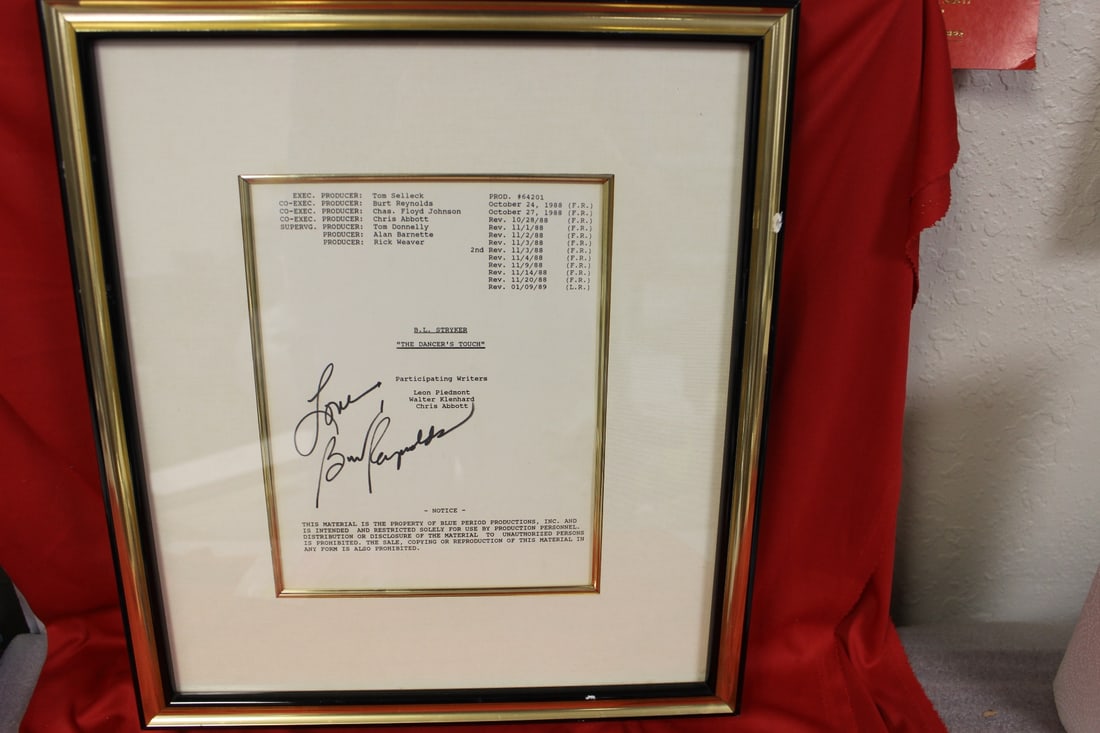 EXEC. PRODUCER: Tom Selleck PROD. #64201
CO-EXEC. PRODUCER: Burt Reynolds October 24, 1988 (F.R.)
CO-EXEC. PRODUCER: Chas. Floyd Johnson October 27, 1988 (F.R.)
CO-EXEC. PRODUCER: Chris Abbott Rev. 10/28/88 (F.R.)
SUPERVG. PRODUCER: Tom Donnelly Rev. 11/1/88 (F.R.)
PRODUCER: Alan Barnette Rev. 11/2/88 (F.R.)
PRODUCER: Rick Weaver Rev. 11/3/88 (F.R.)
2nd Rev. 11/3/88 (F.R.)
Rev. 11/4/88 (F.R.)
Rev. 11/9/88 (F.R.)
Rev. 11/14/88 (F.R.)
Rev. 11/20/88 (F.R.)
Rev. 01/09/89 (L.R.)
B.L. STRYKER
"THE DANCER'S TOUCH"
Participating Writers
Leon Piedmont
Walter Klenhard
Chris Abbott
Love,
Burt Reynolds
- NOTICE -
THIS MATERIAL IS THE PROPERTY OF BLUE PERIOD PRODUCTIONS, INC. AND
IS INTENDED AND RESTRICTED SOLELY FOR USE BY PRODUCTION PERSONNEL.
DISTRIBUTION OR DISCLOSURE OF THE MATERIAL TO UNAUTHORIZED PERSONS
IS PROHIBITED. THE SALE, COPYING OR REPRODUCTION OF THIS MATERIAL IN
ANY FORM IS ALSO PROHIBITED.